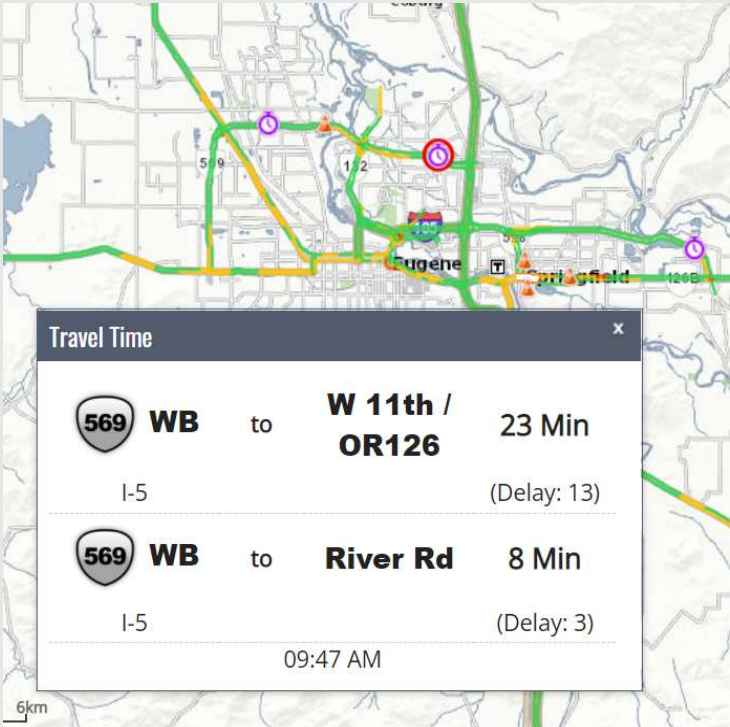 569
132
105
Eugene
Springfield
126B
Travel Time x
569 WB to W 11th / OR126 23 Min
I-5 (Delay: 13)
569 WB to River Rd 8 Min
I-5 (Delay: 3)
09:47 AM
6km